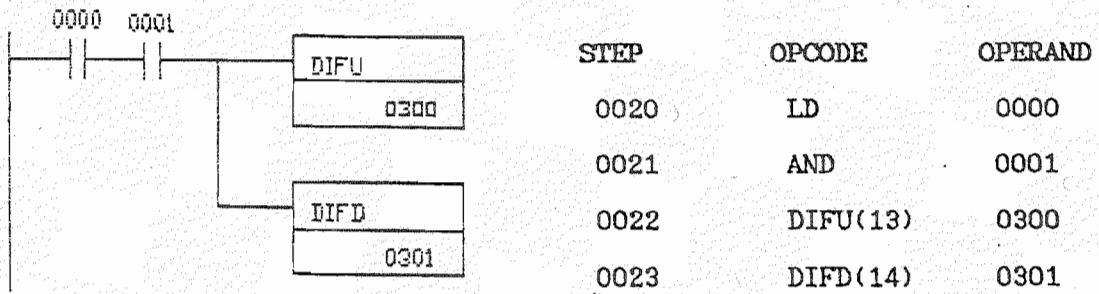 0000 0001
DIFU
0300
DIFD
0301
STEP OPCODE OPERAND
0020 LD 0000
0021 AND 0001
0022 DIFU(13) 0300
0023 DIFD(14) 0301